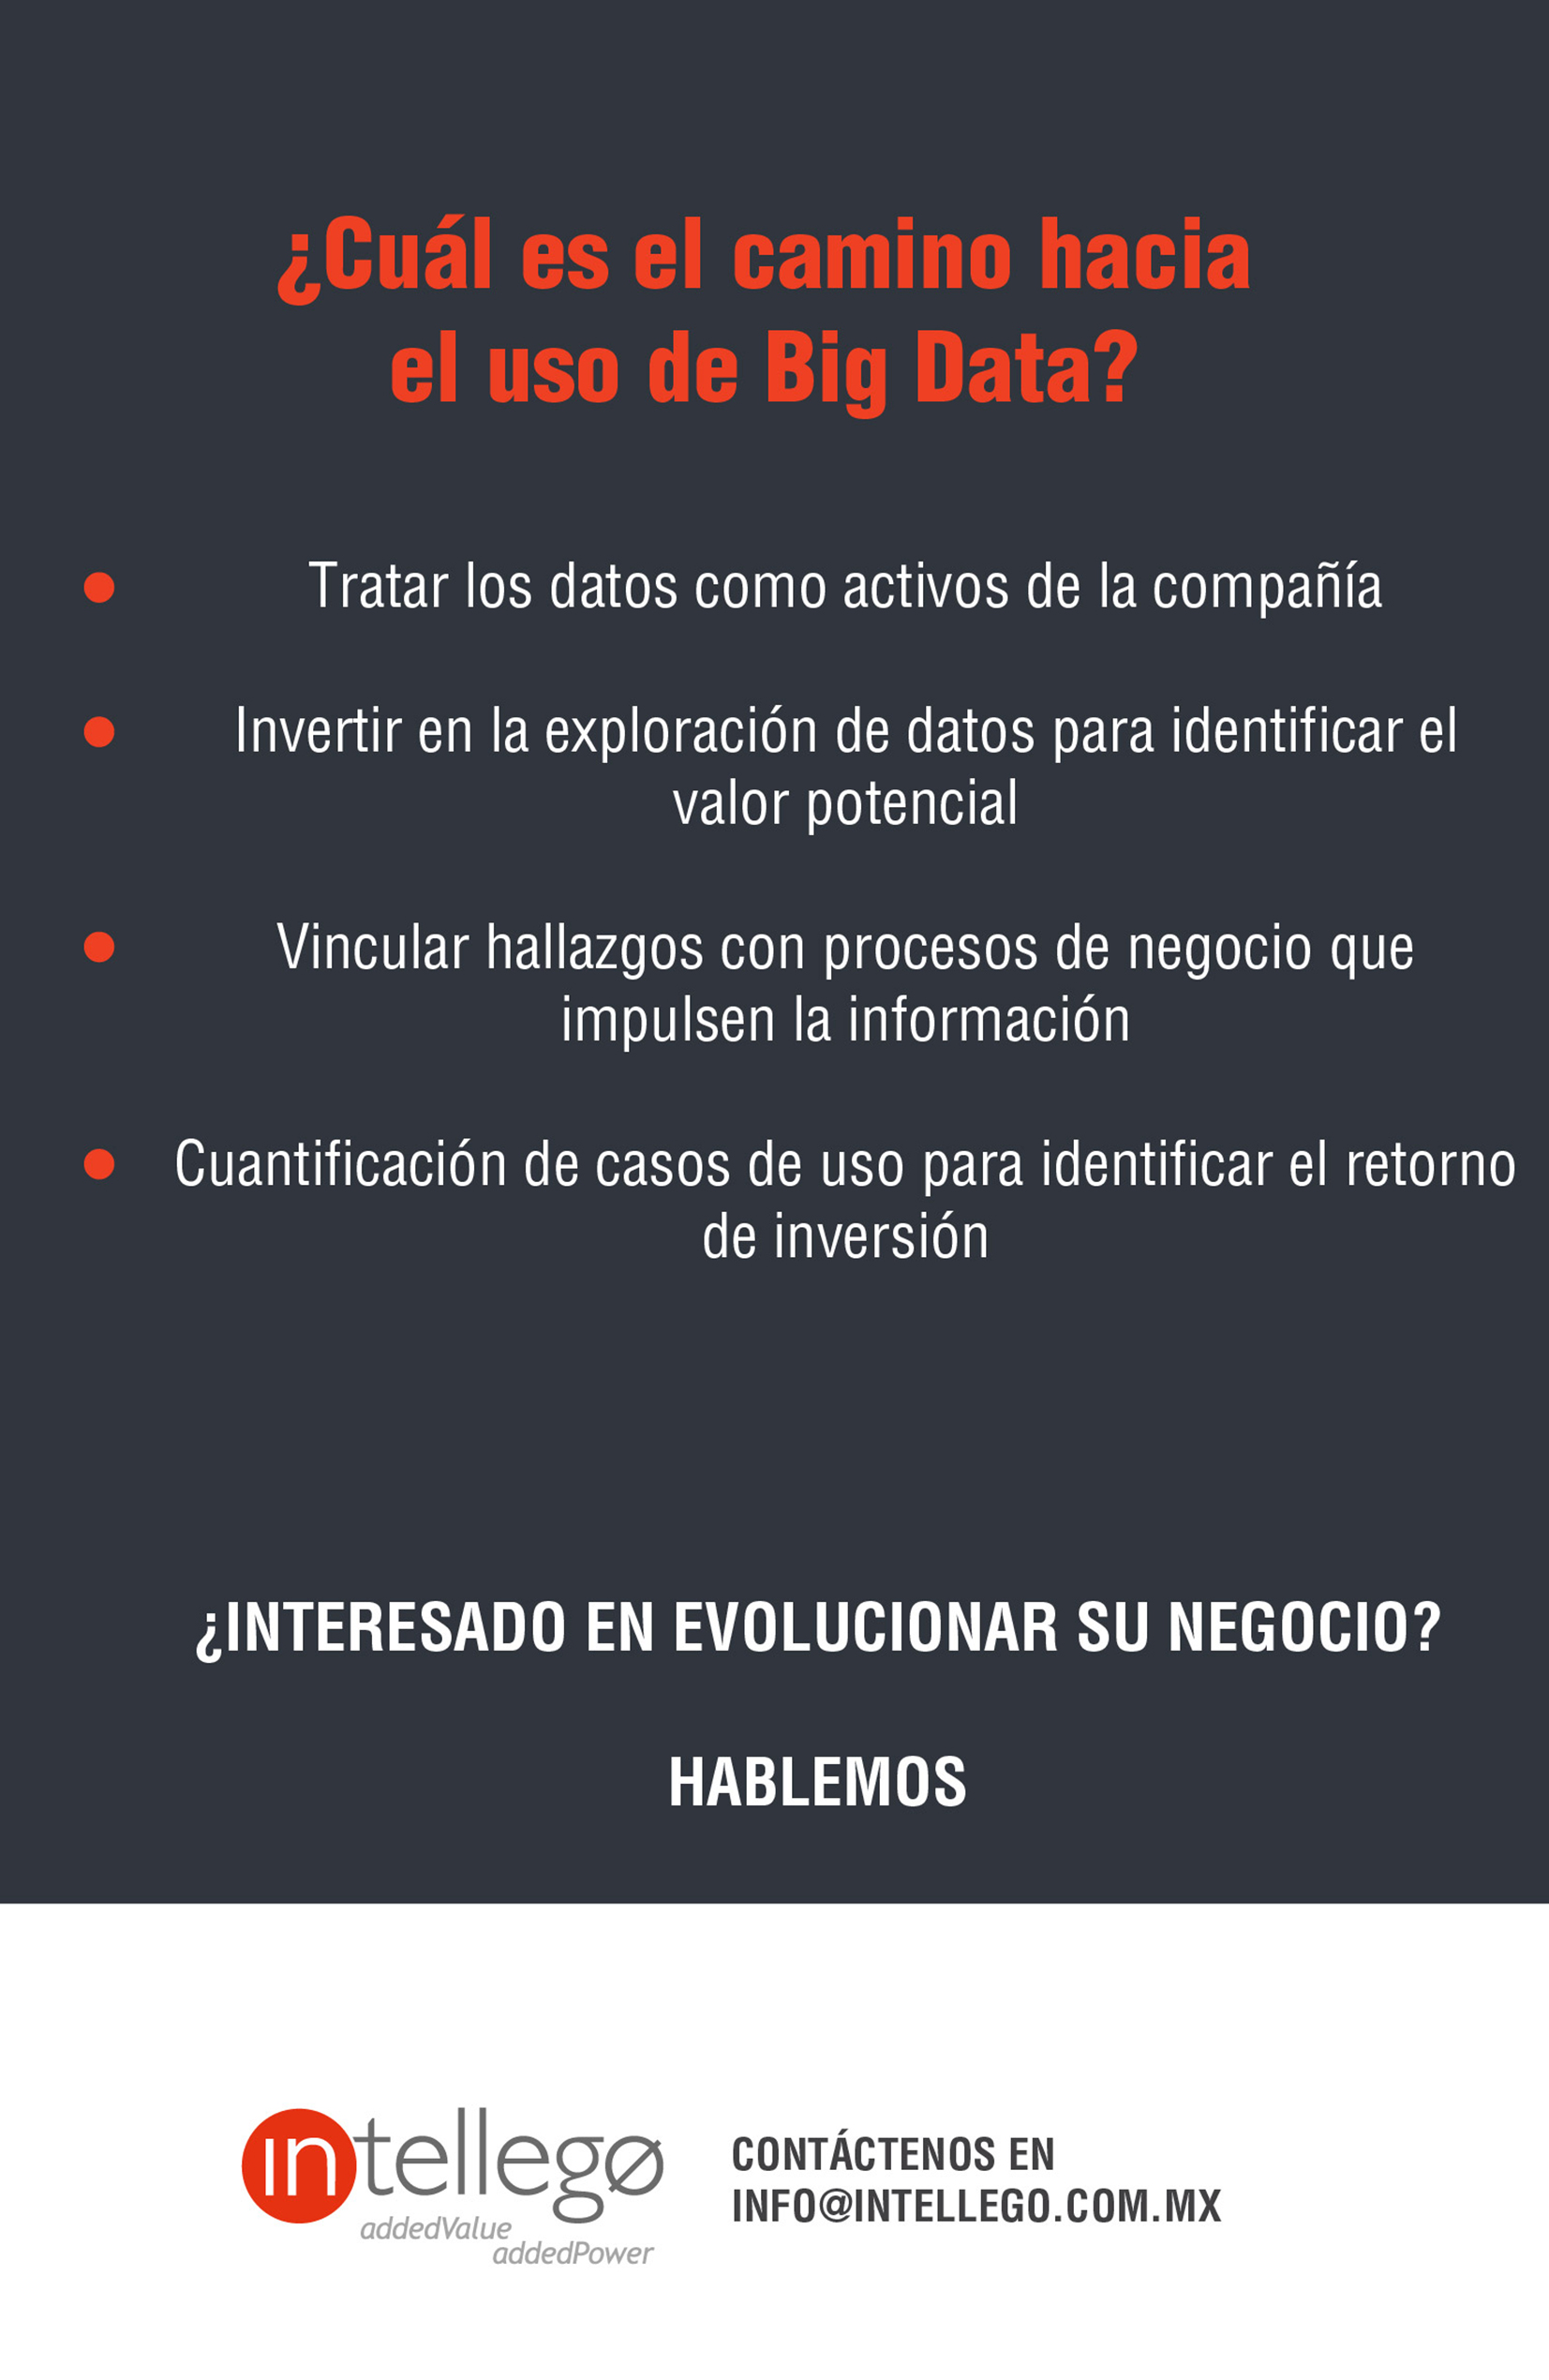 ¿Cuál es el camino hacia
el uso de Big Data?
Tratar los datos como activos de la compañía
Invertir en la exploración de datos para identificar el
valor potencial
Vincular hallazgos con procesos de negocio que
impulsen la información
Cuantificación de casos de uso para identificar el retorno
de inversión
¿INTERESADO EN EVOLUCIONAR SU NEGOCIO?
HABLEMOS
intellegø
addedValue
addedPower
CONTÁCTENOS EN
INFO@INTELLEGO.COM.MX